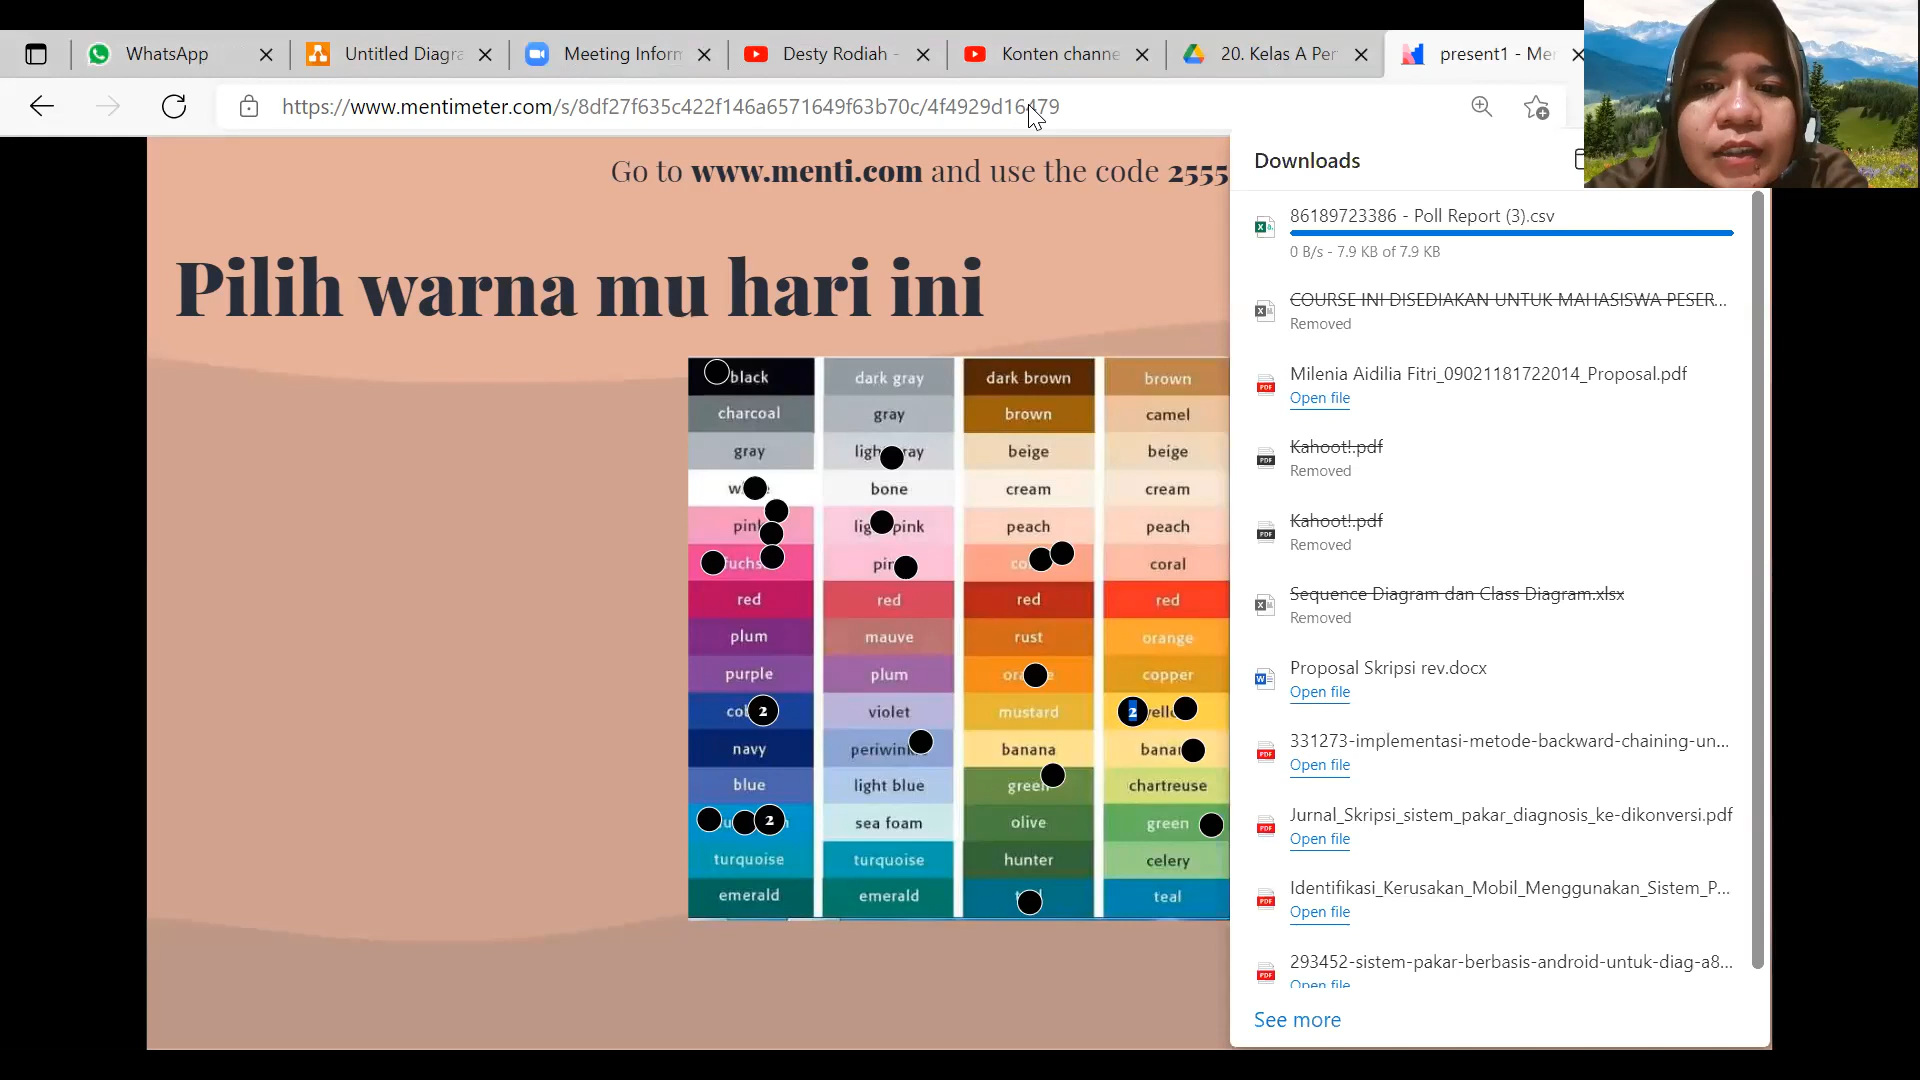 WhatsApp
Untitled Diagra
Meeting Inform
Desty Rodiah -
Konten channe
20. Kelas A Per
present1 - Me
https://www.mentimeter.com/s/8df27f635c422f146a6571649f63b70c/4f4929d16479
Go to www.menti.com and use the code 2555
Pilih warna mu hari ini
black dark gray dark brown brown
charcoal gray brown camel
gray beige beige
bone cream cream
peach peach
coral
red red red red
plum mauve rust orange
purple plum copper
2 violet mustard 2
navy banana
blue light blue green chartreuse
2 sea foam olive green
turquoise turquoise hunter celery
emerald emerald teal
Downloads
86189723386 - Poll Report (3).csv
0 B/s - 7.9 KB of 7.9 KB
COURSE INI DISEDIAKAN UNTUK MAHASISWA PESER...
Removed
Milenia Aidilia Fitri_09021181722014_Proposal.pdf
Open file
Kahoot!.pdf
Removed
Kahoot!.pdf
Removed
Sequence Diagram dan Class Diagram.xlsx
Removed
Proposal Skripsi rev.docx
Open file
331273-implementasi-metode-backward-chaining-un...
Open file
Jurnal_Skripsi_sistem_pakar_diagnosis_ke-dikonversi.pdf
Open file
Identifikasi_Kerusakan_Mobil_Menggunakan_Sistem_P...
Open file
293452-sistem-pakar-berbasis-android-untuk-diag-a8...
Open file
See more